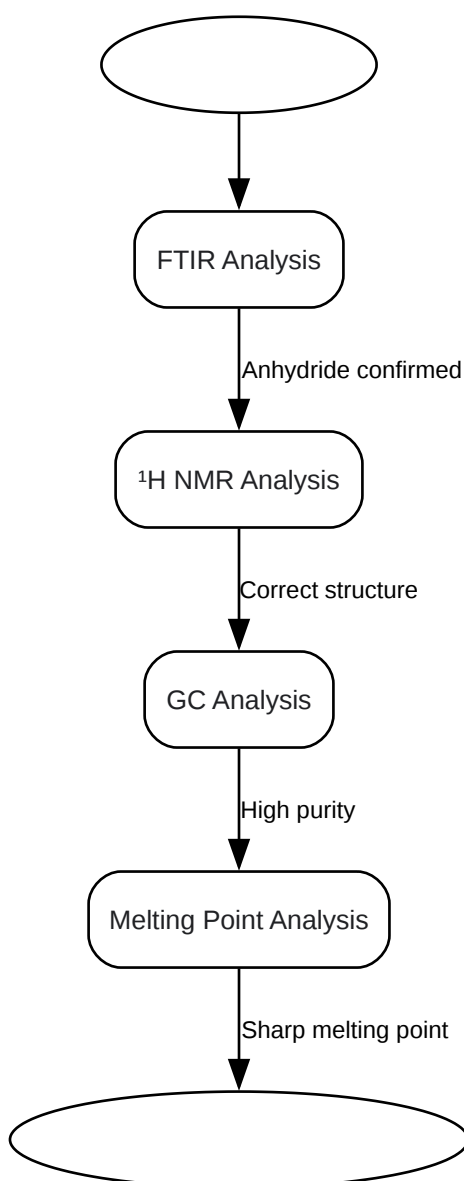 FTIR Analysis
Anhydride confirmed
¹H NMR Analysis
Correct structure
GC Analysis
High purity
Melting Point Analysis
Sharp melting point